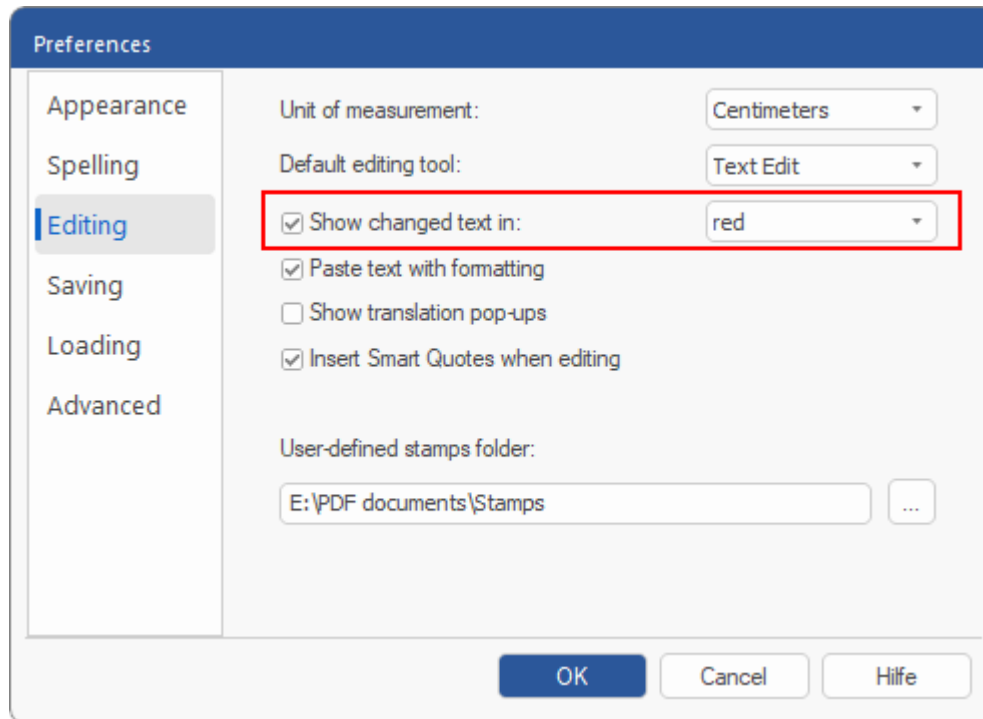 Preferences
Appearance
Spelling
Editing
Saving
Loading
Advanced
Unit of measurement: Centimeters
Default editing tool: Text Edit
Show changed text in: red
Paste text with formatting
Show translation pop-ups
Insert Smart Quotes when editing
User-defined stamps folder:
E:\PDF documents\Stamps ...
OK Cancel Hilfe